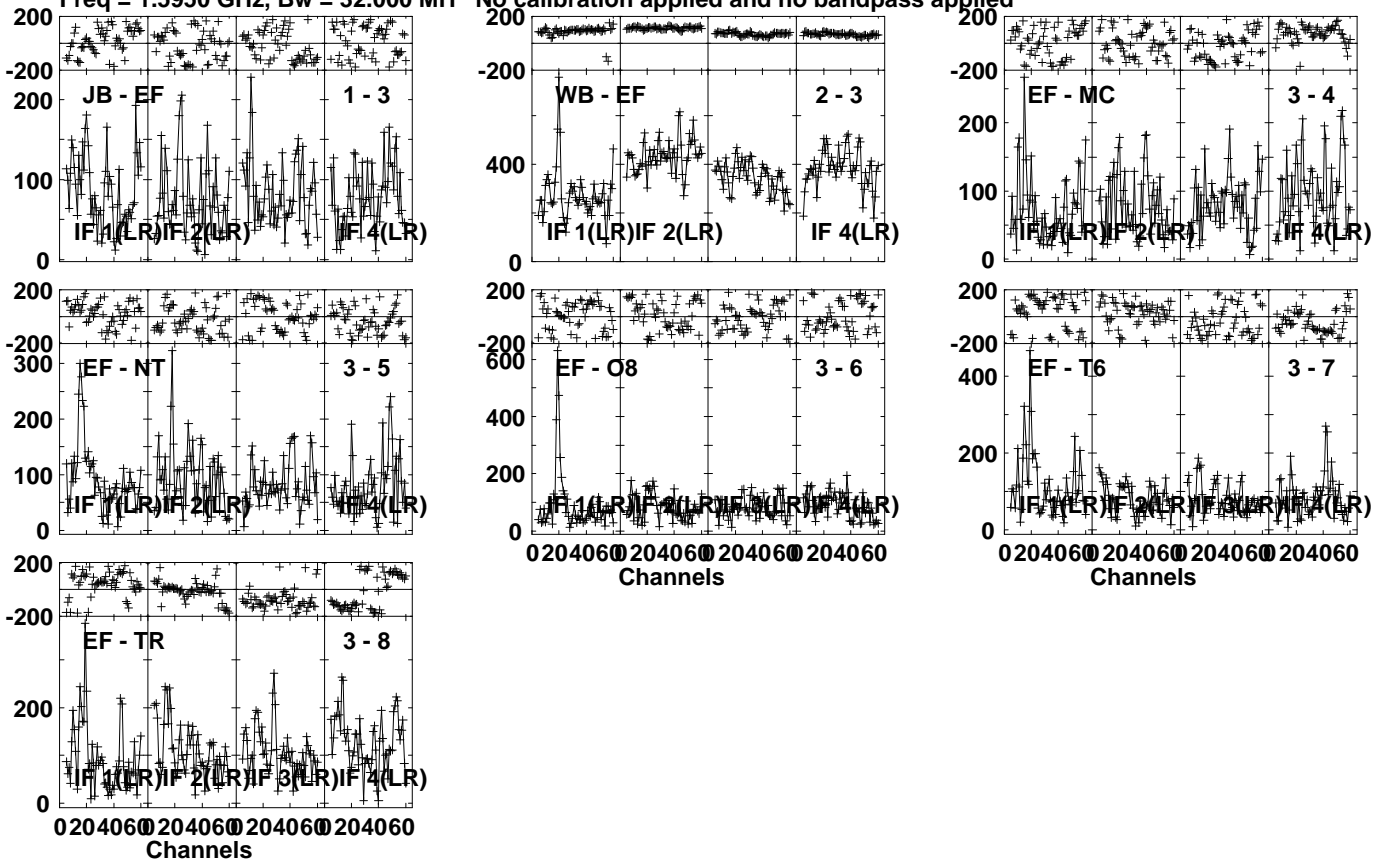 Freq = 1.5950 GHz, Bw = 32.000 MH No calibration applied and no bandpass applied
200
-200
200
100
0
JB - EF 1 - 3
IF 1(LR) IF 2(LR) IF 4(LR)
200
-200
400
0
WB - EF 2 - 3
IF 1(LR) IF 2(LR) IF 4(LR)
200
-200
200
100
0
EF - MC 3 - 4
IF 1(LR) IF 2(LR) IF 4(LR)
200
-200
300
200
100
0
EF - NT 3 - 5
IF 1(LR) IF 2(LR) IF 4(LR)
200
-200
600
400
200
0
EF - O8 3 - 6
IF 1(LR) IF 2(LR) IF 3(LR) IF 4(LR)
0 20 40 60 0 20 40 60 0 20 40 60 0 20 40 60
Channels
200
-200
400
200
0
EF - T6 3 - 7
IF 1(LR) IF 2(LR) IF 3(LR) IF 4(LR)
0 20 40 60 0 20 40 60 0 20 40 60 0 20 40 60
Channels
200
-200
200
0
EF - TR 3 - 8
IF 1(LR) IF 2(LR) IF 3(LR) IF 4(LR)
0 20 40 60 0 20 40 60 0 20 40 60 0 20 40 60
Channels